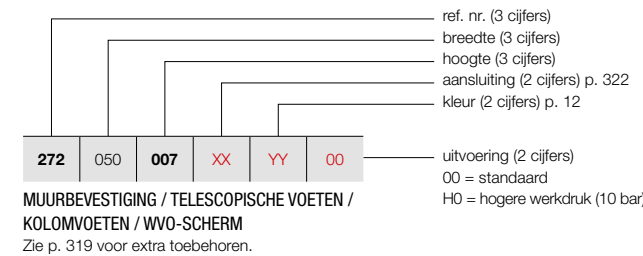 ref. nr. (3 cijfers)
breedte (3 cijfers)
hoogte (3 cijfers)
aansluiting (2 cijfers) p. 322
kleur (2 cijfers) p. 12
272 050 007 XX YY 00
uitvoering (2 cijfers)
00 = standaard
H0 = hogere werkdruk (10 bar)
MUURBEVESTIGING / TELESCOPISCHE VOETEN /
KOLOMVOETEN / WVO-SCHERM
Zie p. 319 voor extra toebehoren.